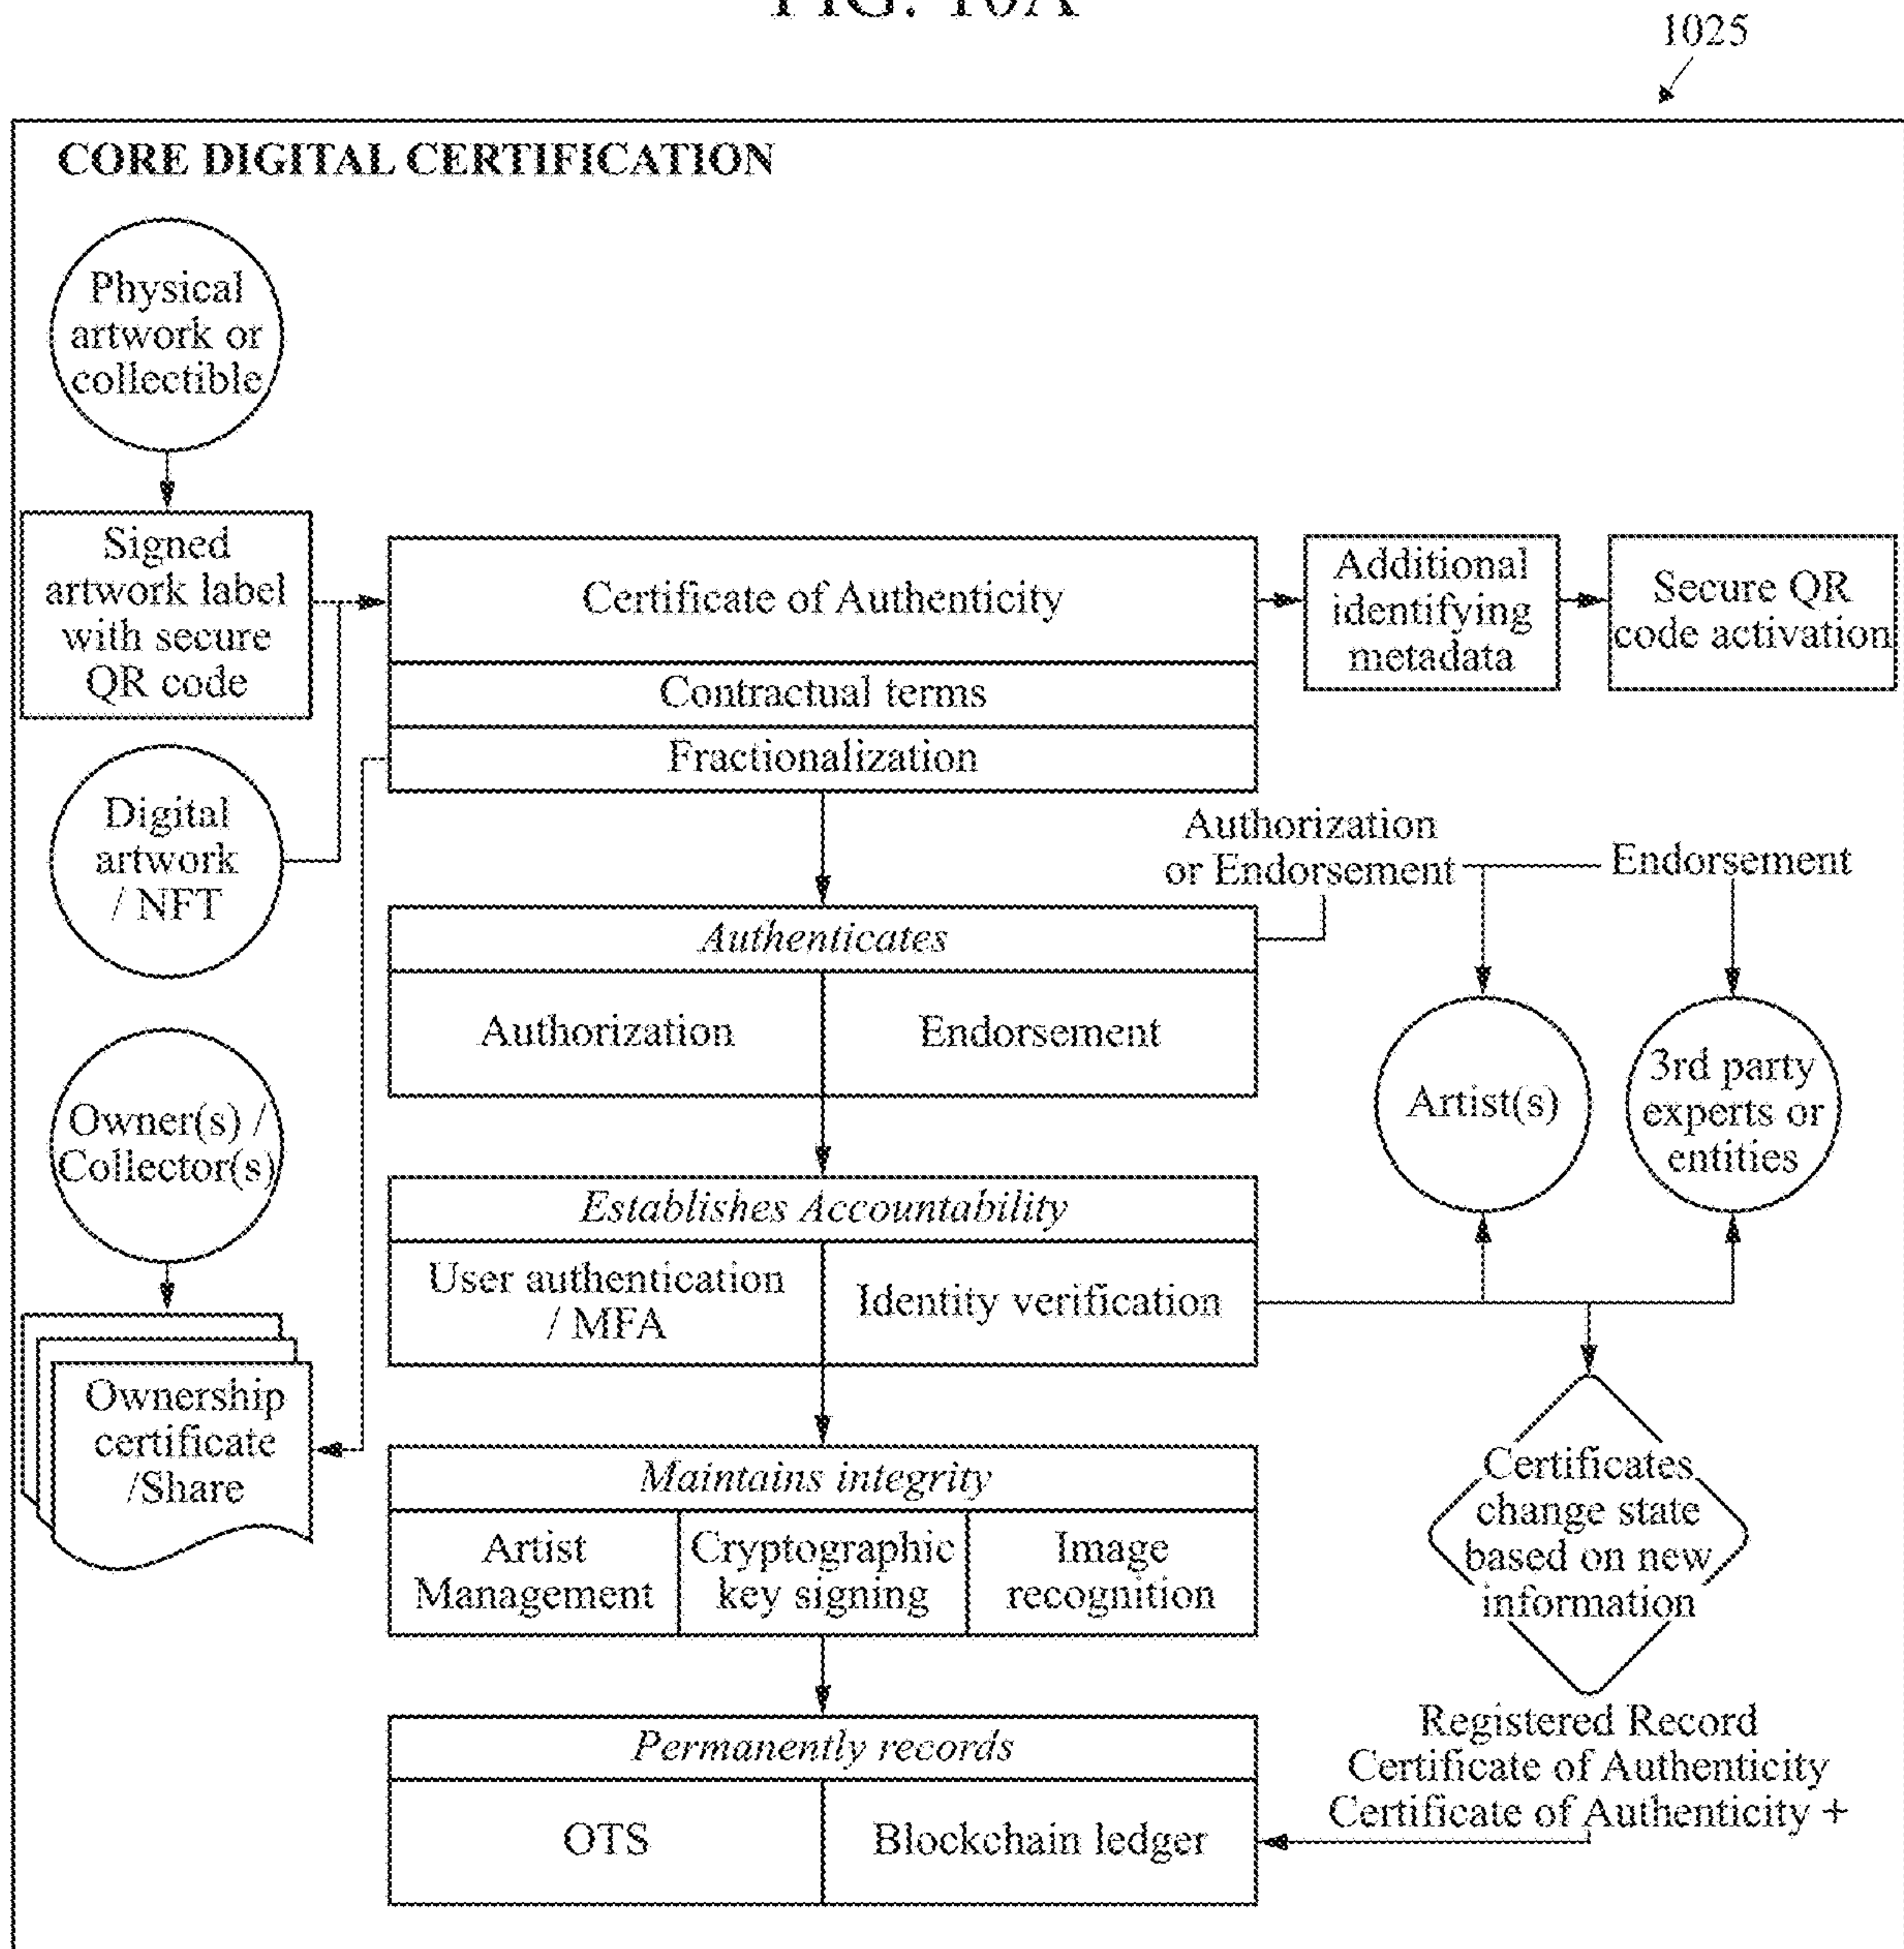 FIG. 10A
1025
CORE DIGITAL CERTIFICATION
Physical
artwork or
collectible
Signed
artwork label
with secure
QR code
Certificate of Authenticity
Contractual terms
Fractionalization
Additional
identifying
metadata
Secure QR
code activation
Digital
artwork
/ NFT
Authorization
or Endorsement
Endorsement
Authenticates
Authorization
Endorsement
Artist(s)
3rd party
experts or
entities
Owner(s) /
Collector(s)
Establishes Accountability
User authentication
/ MFA
Identity verification
Ownership
certificate
/Share
Maintains integrity
Artist
Management
Cryptographic
key signing
Image
recognition
Certificates
change state
based on new
information
Registered Record
Certificate of Authenticity
Certificate of Authenticity +
Permanently records
OTS
Blockchain ledger